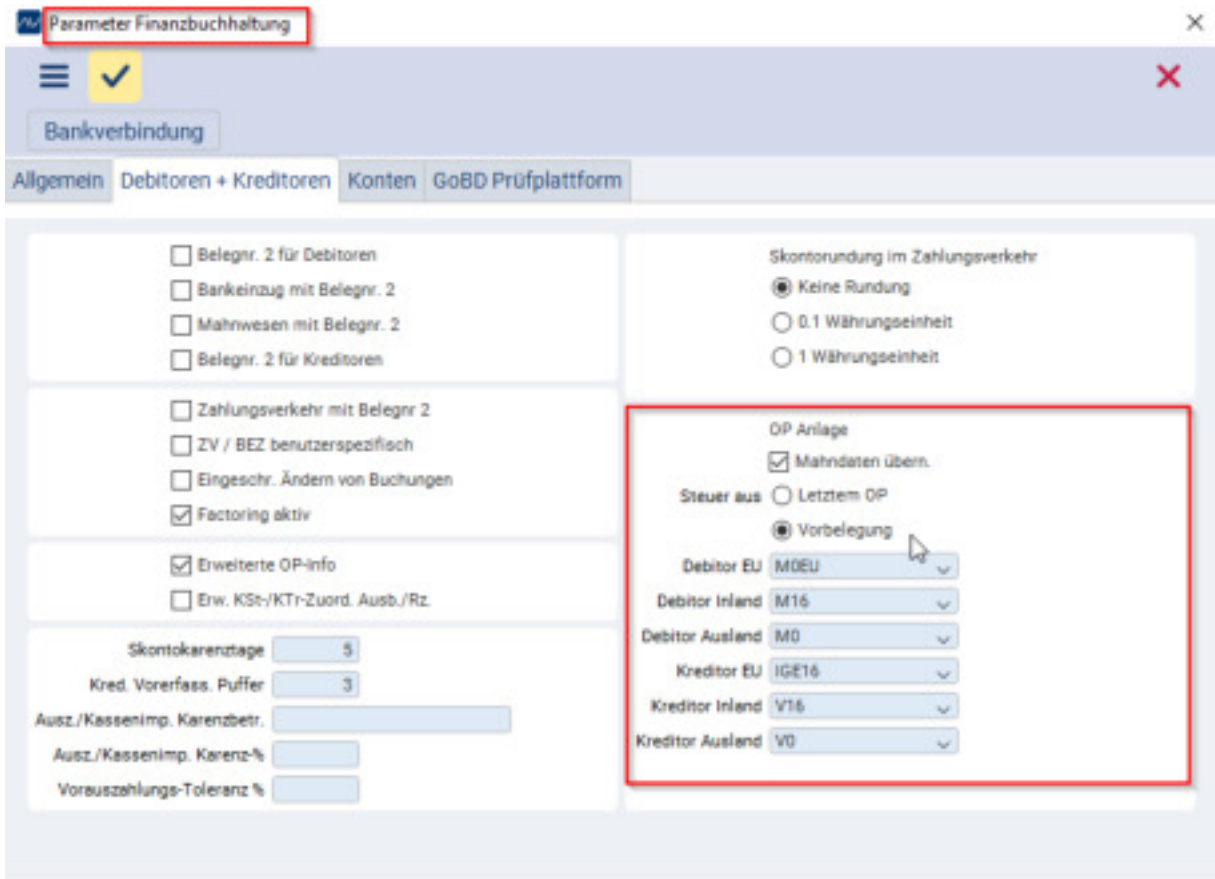 Parameter Finanzbuchhaltung
Bankverbindung
Allgemein Debitoren + Kreditoren Konten GoBD Prüfplattform
Belegnr. 2 für Debitoren
Bankeinzug mit Belegnr. 2
Mahnwesen mit Belegnr. 2
Belegnr. 2 für Kreditoren
Zahlungsverkehr mit Belegnr 2
ZV / BEZ benutzerspezifisch
Eingeschr. Ändern von Buchungen
Factoring aktiv
Erweiterte OP-Info
Erw. KSt-/KTr-Zuord. Ausb./Rz.
Skontokarenztage 5
Kred. Vorerfass. Puffer 3
Ausz./Kassenimp. Karenzbetr.
Ausz./Kassenimp. Karenz-%
Vorauszahlungs-Toleranz %
Skontorundung im Zahlungsverkehr
Keine Rundung
0.1 Währungseinheit
1 Währungseinheit
OP Anlage
Mahndaten übern.
Steuer aus Letztem OP
Vorbelegung
Debitor EU M0EU
Debitor Inland M16
Debitor Ausland M0
Kreditor EU IGE16
Kreditor Inland V16
Kreditor Ausland V0